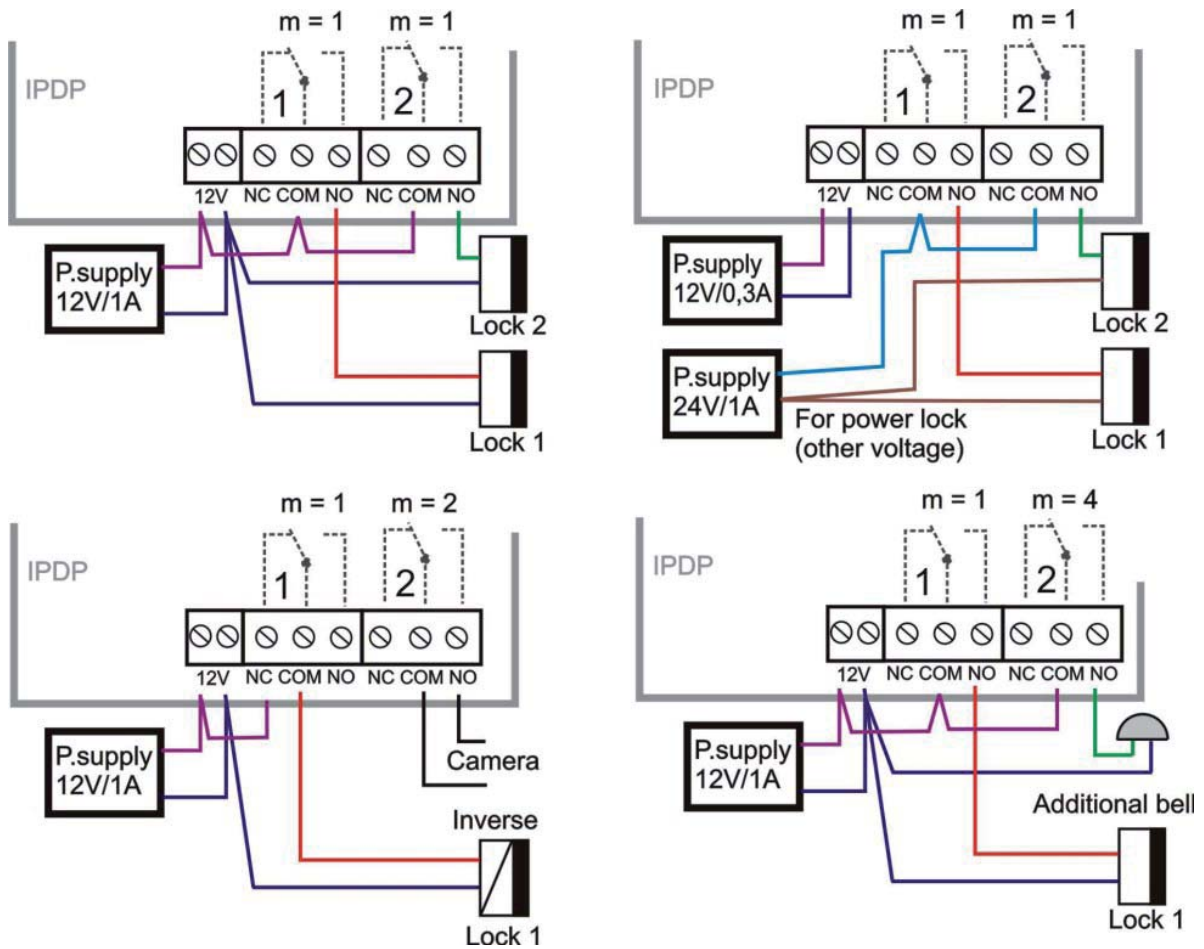 m = 1 m = 1
IPDP
1 2
12V NC COM NO NC COM NO
P.supply
12V/1A
Lock 2
Lock 1
m = 1 m = 1
IPDP
1 2
12V NC COM NO NC COM NO
P.supply
12V/0,3A
Lock 2
P.supply
24V/1A
For power lock
(other voltage)
Lock 1
m = 1 m = 2
IPDP
1 2
12V NC COM NO NC COM NO
P.supply
12V/1A
Camera
Inverse
Lock 1
m = 1 m = 4
IPDP
1 2
12V NC COM NO NC COM NO
P.supply
12V/1A
Additional bell
Lock 1